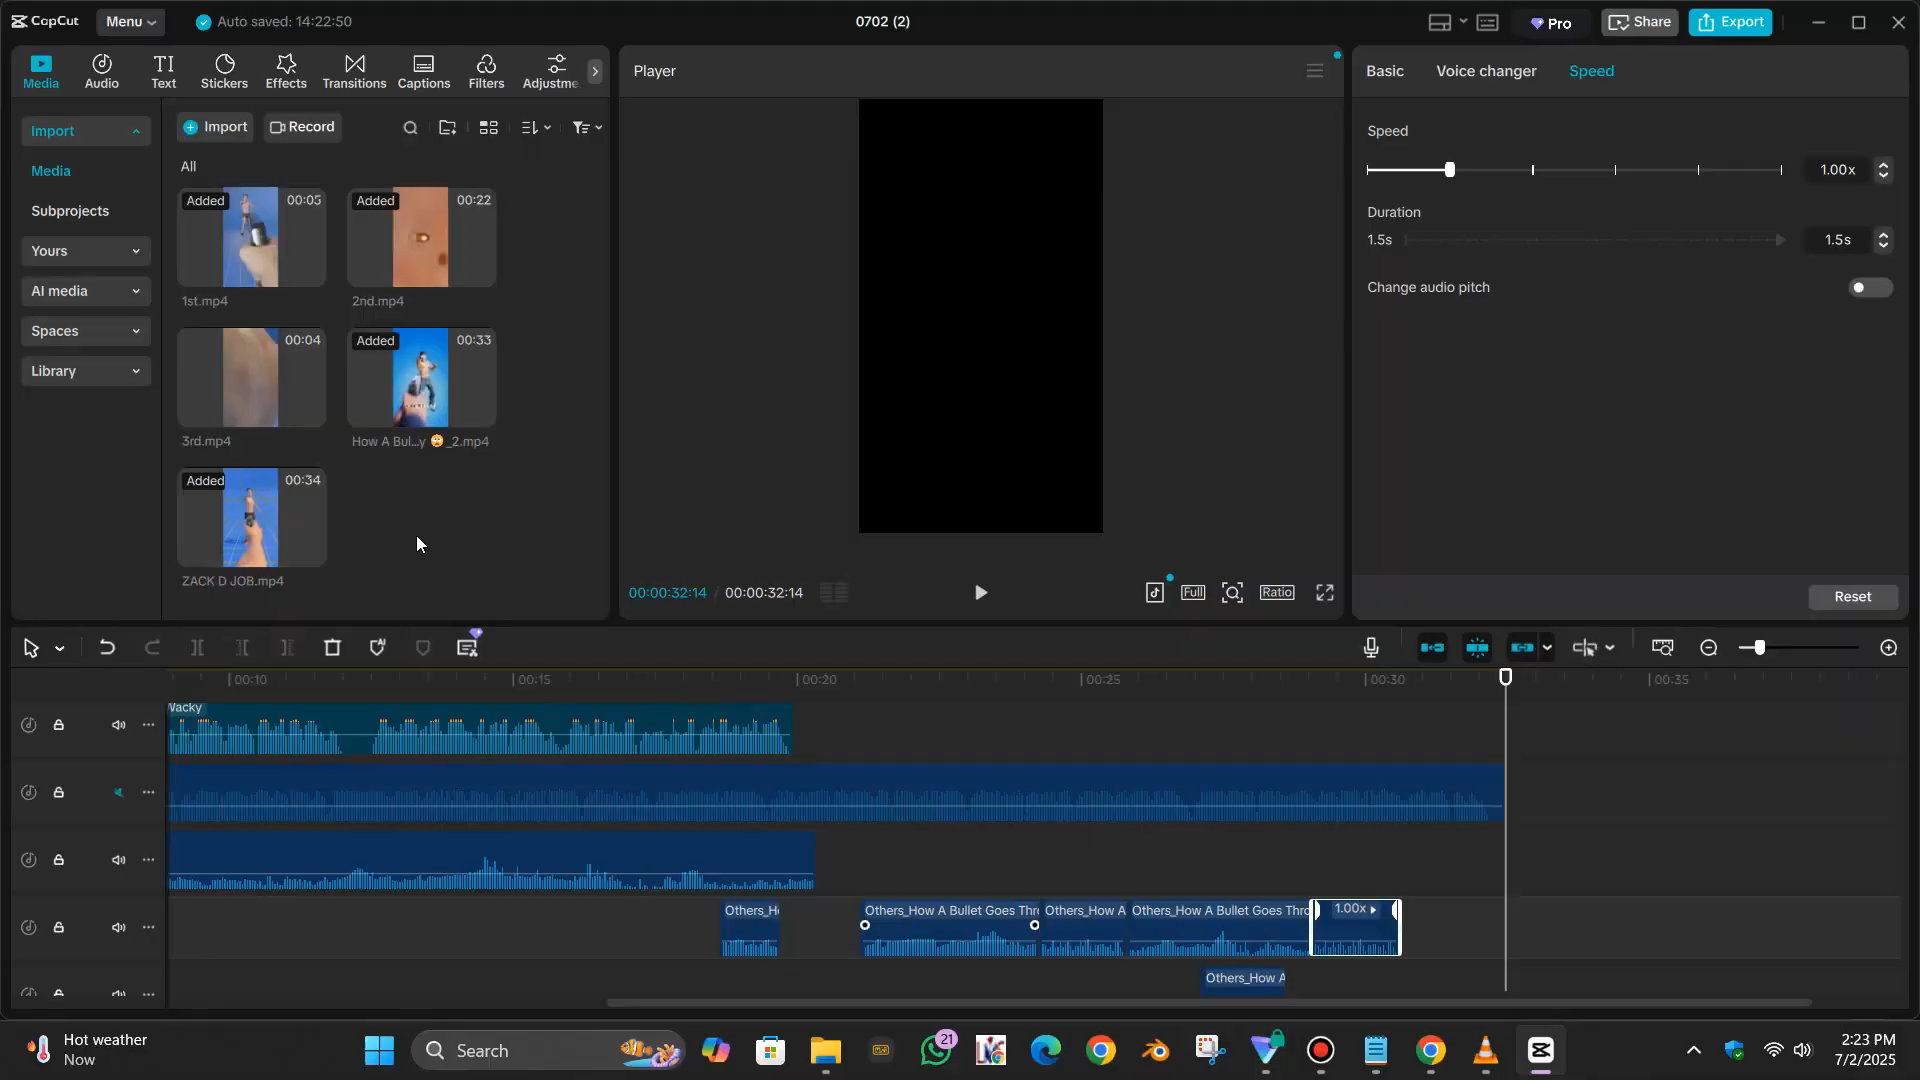 CapCut Menu Auto saved: 14:22:50 0702 (2) Pro Share Export
Media Audio Text Stickers Effects Transitions Captions Filters Adjustme
Player
Basic Voice changer Speed
Import
Media
Subprojects
Yours
AI media
Spaces
Library
Import Record
All
Added 00:05 Added 00:22
1st.mp4 2nd.mp4
00:04 Added 00:33
3rd.mp4 How A Bul...y 🙄_2.mp4
Added 00:34
ZACK D JOB.mp4
00:00:32:14 / 00:00:32:14 Full Ratio
Speed
1.00x
Duration
1.5s 1.5s
Change audio pitch
Reset
00:10 00:15 00:20 00:25 00:30 00:35
Wacky
Others_H Others_How A Bullet Goes Thr Others_How A Others_How A Bullet Goes Thr 1.00x
Others_How A
Hot weather
Now
Search
21
2:23 PM
7/2/2025